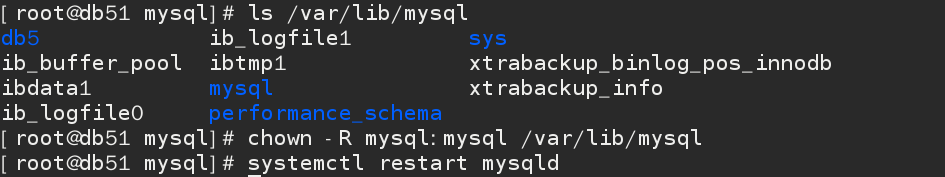 [root@db51 mysql]# ls /var/lib/mysql
db5 ib_logfile1 sys
ib_buffer_pool ibtmp1 xtrabackup_binlog_pos_innodb
ibdata1 mysql xtrabackup_info
ib_logfile0 performance_schema
[root@db51 mysql]# chown -R mysql:mysql /var/lib/mysql
[root@db51 mysql]# systemctl restart mysqld